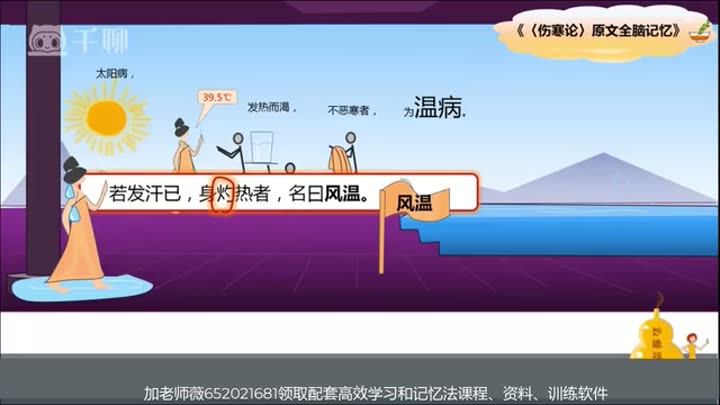 千聊
《〈伤寒论〉原文全脑记忆》
太阳病，
39.5℃
发热而渴，
不恶寒者，
为温病.
若发汗已，身灼热者，名曰风温。
风温
加老师薇652021681领取配套高效学习和记忆法课程、资料、训练软件